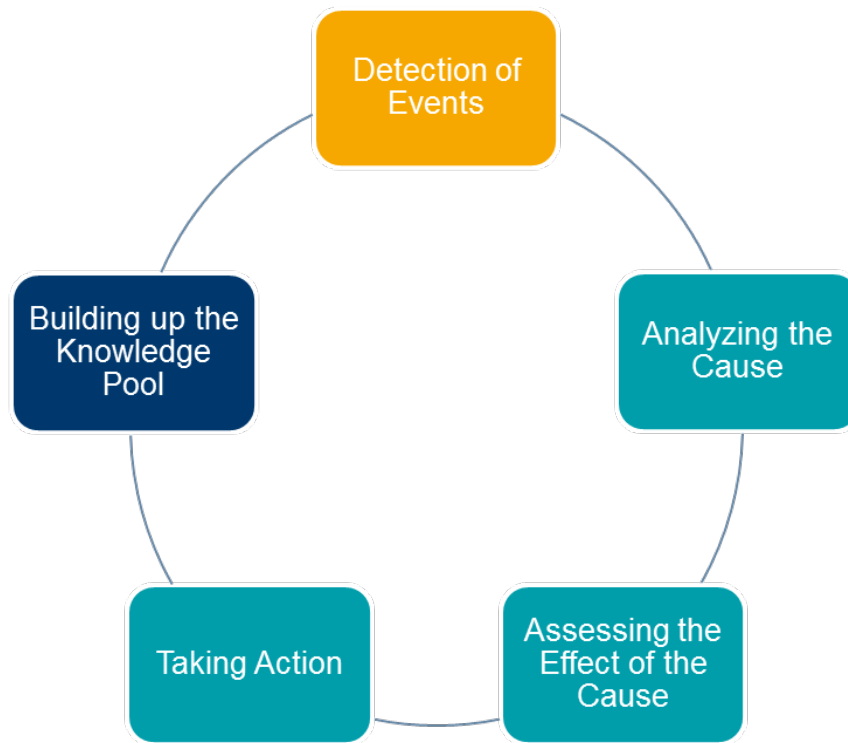 Detection of
Events
Analyzing the
Cause
Assessing the
Effect of the
Cause
Taking Action
Building up the
Knowledge
Pool